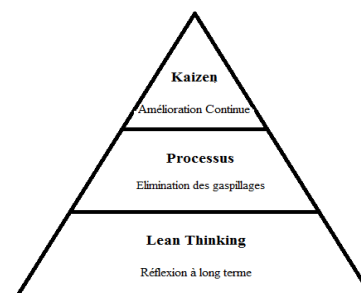 Kaizen
Amélioration Continue
Processus
Elimination des gaspillages
Lean Thinking
Réflexion à long terme